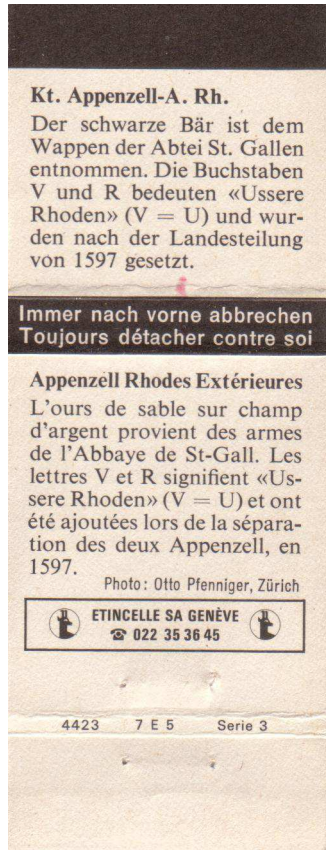 Kt. Appenzell-A. Rh.
Der schwarze Bär ist dem
Wappen der Abtei St. Gallen
entnommen. Die Buchstaben
V und R bedeuten «Ussere
Rhoden» (V = U) und wur-
den nach der Landesteilung
von 1597 gesetzt.
Immer nach vorne abbrechen
Toujours détacher contre soi
Appenzell Rhodes Extérieures
L'ours de sable sur champ
d'argent provient des armes
de l'Abbaye de St-Gall. Les
lettres V et R signifient «Us-
sere Rhoden» (V = U) et ont
été ajoutées lors de la sépara-
tion des deux Appenzell, en
1597.
Photo: Otto Pfenniger, Zürich
ETINCELLE SA GENÈVE
☎ 022 35 36 45
4423 7 E 5 Serie 3